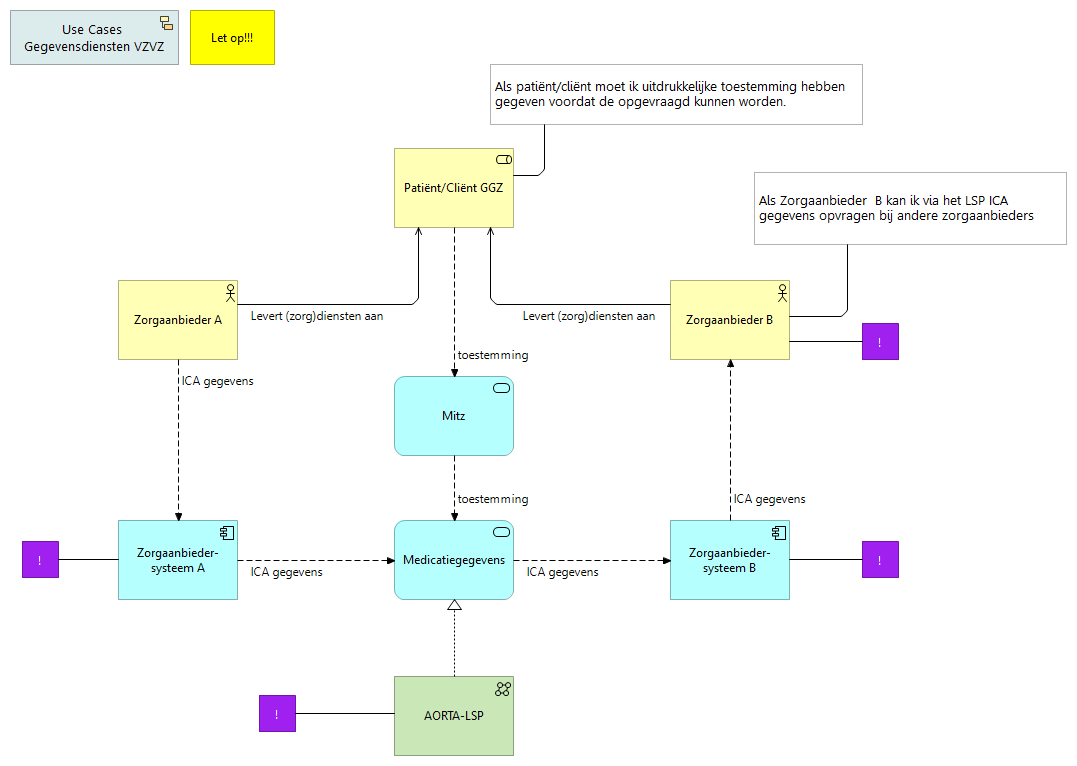 Use Cases
Gegevensdiensten VZVZ
Let op!!!
Als patiënt/cliënt moet ik uitdrukkelijke toestemming hebben
gegeven voordat de opgevraagd kunnen worden.
Patiënt/Cliënt GGZ
Als Zorgaanbieder  B kan ik via het LSP ICA
gegevens opvragen bij andere zorgaanbieders
Zorgaanbieder A
Levert (zorg)diensten aan
Levert (zorg)diensten aan
Zorgaanbieder B
!
toestemming
ICA gegevens
Mitz
toestemming
ICA gegevens
!
Zorgaanbieder-
systeem A
ICA gegevens
Medicatiegegevens
ICA gegevens
Zorgaanbieder-
systeem B
!
!
AORTA-LSP